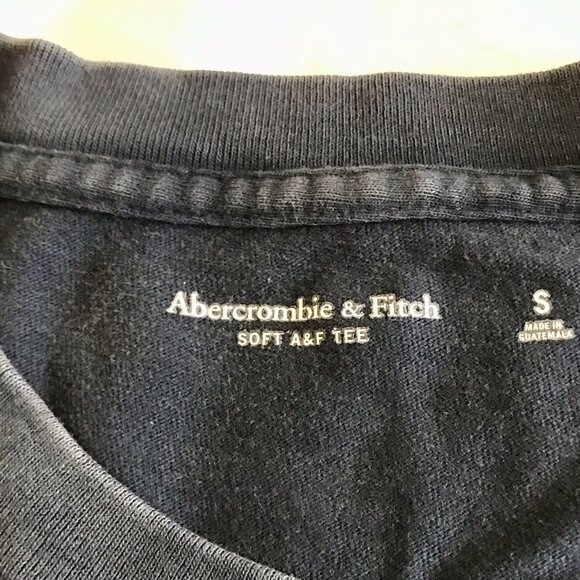 Abercrombie & Fitch
SOFT A&F TEE
S
MADE IN
GUATEMALA